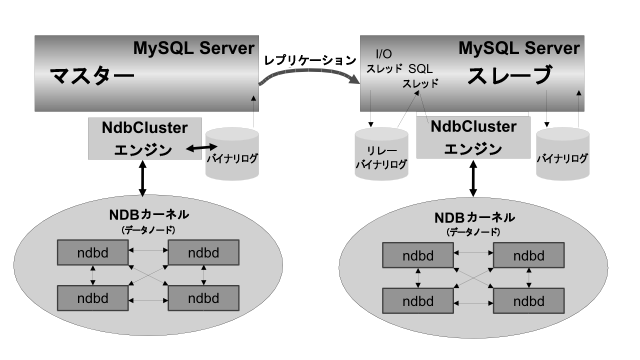 MySQL Server
マスター
レプリケーション
MySQL Server
I/O
スレッド
SQL
スレッド
スレーブ
NdbCluster
エンジン
バイナリログ
リレー
バイナリログ
NdbCluster
エンジン
バイナリログ
NDBカーネル
(データノード)
ndbd
ndbd
ndbd
ndbd
NDBカーネル
(データノード)
ndbd
ndbd
ndbd
ndbd